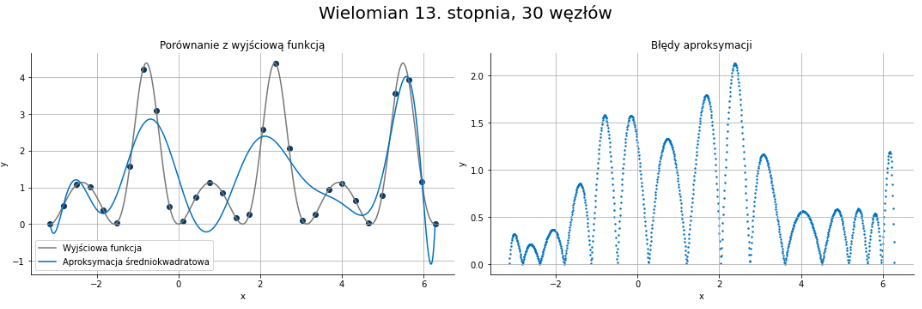 Wielomian 13. stopnia, 30 węzłów
Porównanie z wyjściową funkcją
4
3
2
1
0
−1
y
−2
0
2
4
6
x
Wyjściowa funkcja
Aproksymacja średniokwadratowa
Błędy aproksymacji
2.0
1.5
1.0
0.5
0.0
y
−2
0
2
4
6
x